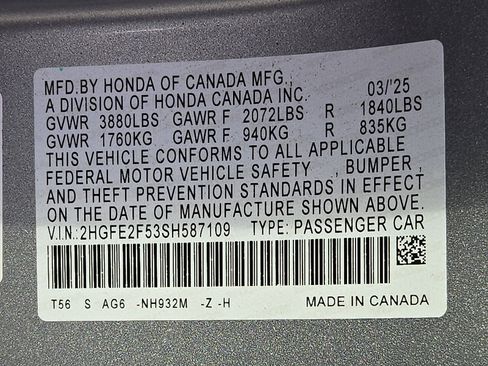 MFD.BY HONDA OF CANADA MFG.,
A DIVISION OF HONDA CANADA INC. 03/'25
GVWR 3880LBS GAWR F 2072LBS R 1840LBS
GVWR 1760KG GAWR F 940KG R 835KG
THIS VEHICLE CONFORMS TO ALL APPLICABLE
FEDERAL MOTOR VEHICLE SAFETY , BUMPER ,
AND THEFT PREVENTION STANDARDS IN EFFECT
ON THE DATE OF MANUFACTURE SHOWN ABOVE.
V.I.N:2HGFE2F53SH587109 TYPE: PASSENGER CAR
T56 S AG6 -NH932M -Z -H MADE IN CANADA